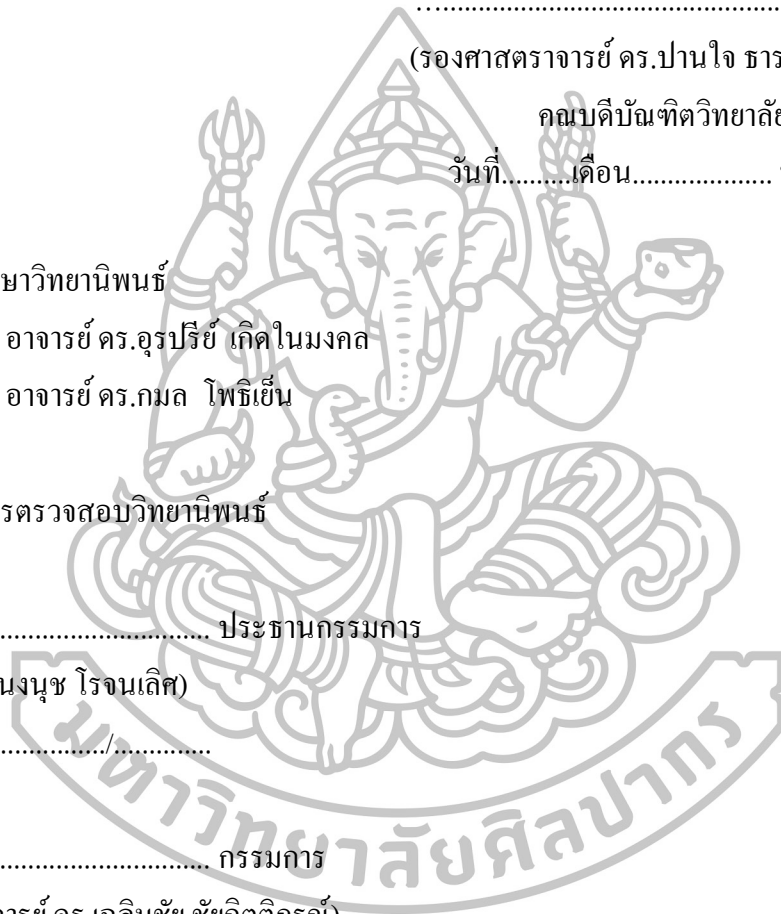 ….................................................
(รองศาสตราจารย์ ดร.ปานใจ ธาร
คณบดีบัณฑิตวิทยาลัย
วันที่..........เดือน....................
ษาวิทยานิพนธ์
อาจารย์ ดร.อุรปรีย์ เกิดในมงคล
อาจารย์ ดร.กมล โพธิเย็น
รตรวจสอบวิทยานิพนธ์
.............................. ประธานกรรมการ
นงนุช โรจนเลิศ)
.............../..............
มหาวิทยาลัยศิลปากร
.............................. กรรมการ